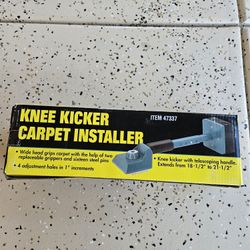 KNEE KICKER
ITEM 47337
CARPET INSTALLER
• Wide head grips carpet with the help of two
replaceable grippers and sixteen steel pins
• 4 adjustment holes in 1" increments
• Knee kicker with telescoping handle.
Extends from 18-1/2" to 21-1/2"